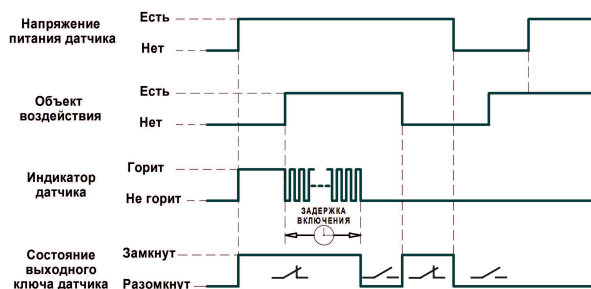 Напряжение
питания датчика
Есть
Нет
Объект
воздействия
Есть
Нет
Индикатор
датчика
Горит
Не горит
ЗАДЕРЖКА
ВКЛЮЧЕНИЯ
Состояние
выходного
ключа датчика
Замкнут
Разомкнут